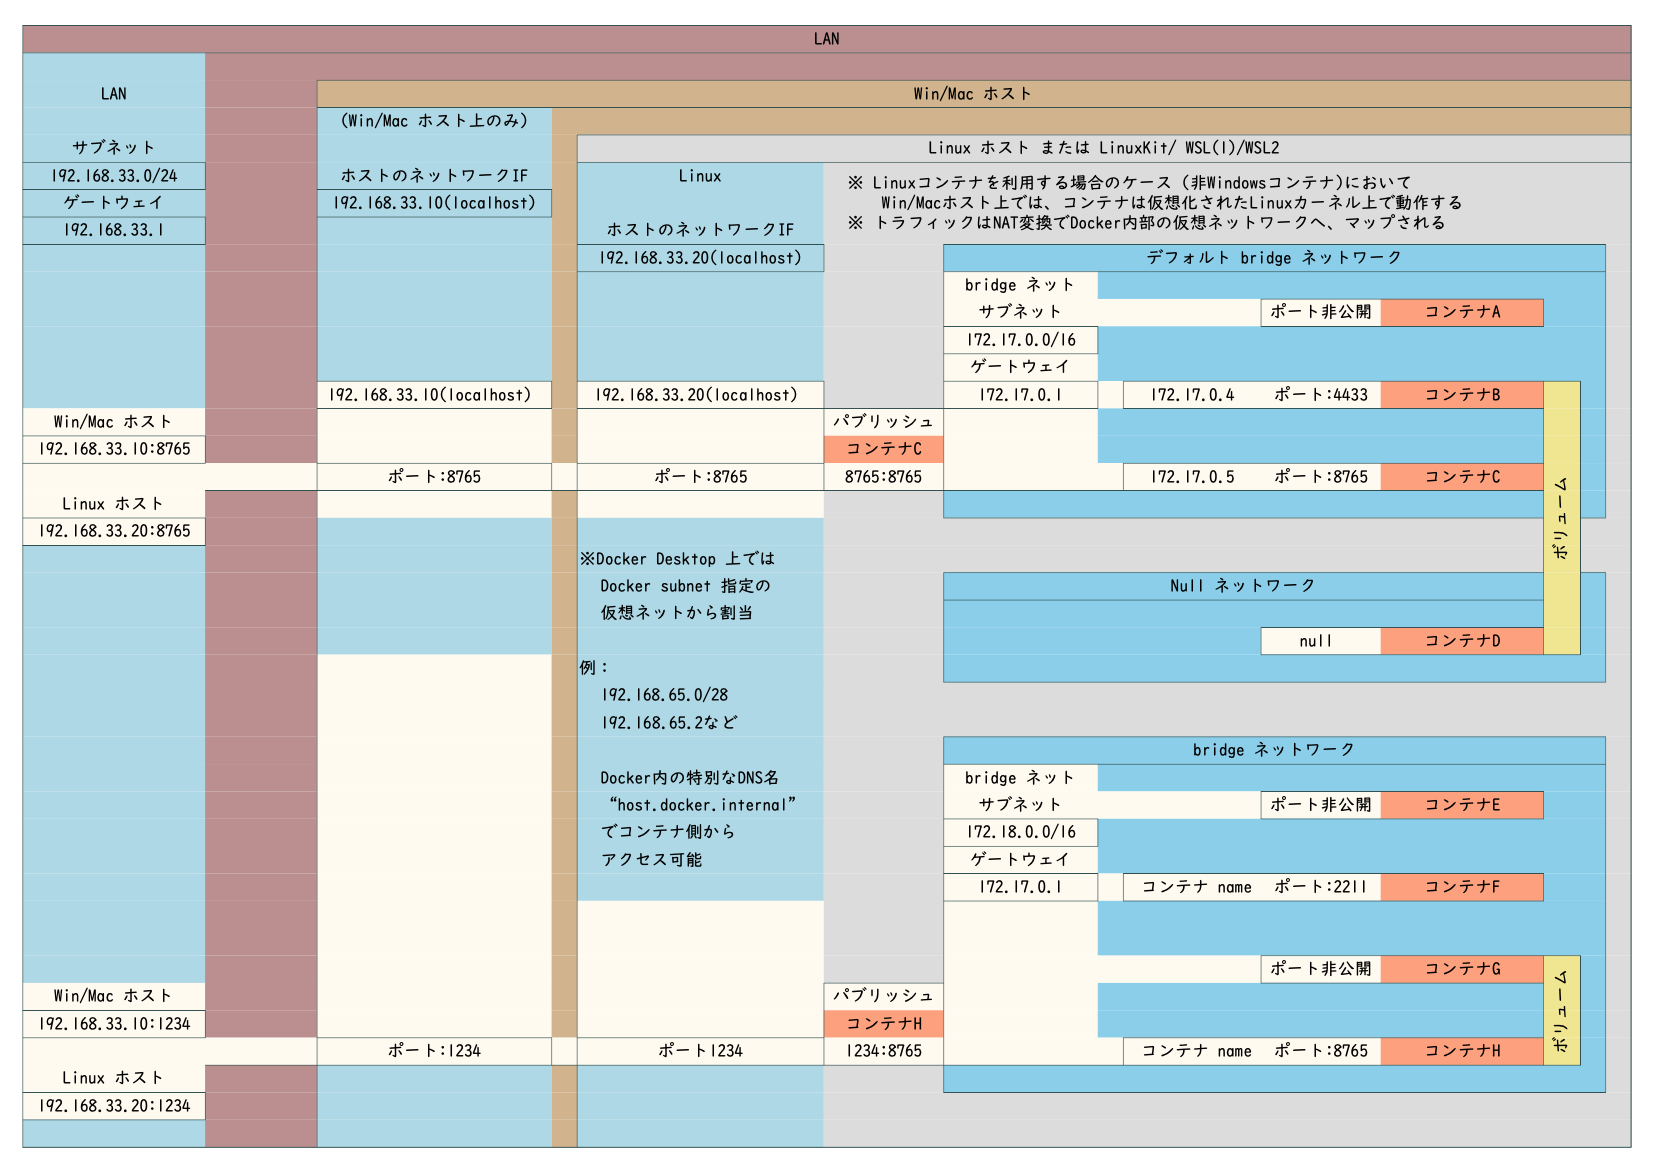 LAN
LAN
Win/Mac ホスト
(Win/Mac ホスト上のみ)
サブネット
Linux ホスト または LinuxKit/ WSL(1)/WSL2
192.168.33.0/24
ホストのネットワークIF
Linux
※ Linuxコンテナを利用する場合のケース (非Windowsコンテナ)において
ゲートウェイ
192.168.33.10(localhost)
Win/Macホスト上では、コンテナは仮想化されたLinuxカーネル上で動作する
192.168.33.1
ホストのネットワークIF
※ トラフィックはNAT変換でDocker内部の仮想ネットワークへ、マップされる
192.168.33.20(localhost)
デフォルト bridge ネットワーク
bridge ネット
サブネット
ポート非公開
コンテナA
172.17.0.0/16
ゲートウェイ
192.168.33.10(localhost)
192.168.33.20(localhost)
172.17.0.1
172.17.0.4
ポート:4433
コンテナB
Win/Mac ホスト
パブリッシュ
192.168.33.10:8765
コンテナC
ポート:8765
ポート:8765
8765:8765
172.17.0.5
ポート:8765
コンテナC
Linux ホスト
ボリューム
192.168.33.20:8765
※Docker Desktop 上では
Docker subnet 指定の
Null ネットワーク
仮想ネットから割当
null
コンテナD
例：
192.168.65.0/28
192.168.65.2など
bridge ネットワーク
Docker内の特別なDNS名
bridge ネット
“host.docker.internal”
サブネット
ポート非公開
コンテナE
でコンテナ側から
172.18.0.0/16
アクセス可能
ゲートウェイ
172.17.0.1
コンテナ name
ポート:2211
コンテナF
ポート非公開
コンテナG
Win/Mac ホスト
パブリッシュ
ボリューム
192.168.33.10:1234
コンテナH
ポート:1234
ポート1234
1234:8765
コンテナ name
ポート:8765
コンテナH
Linux ホスト
192.168.33.20:1234